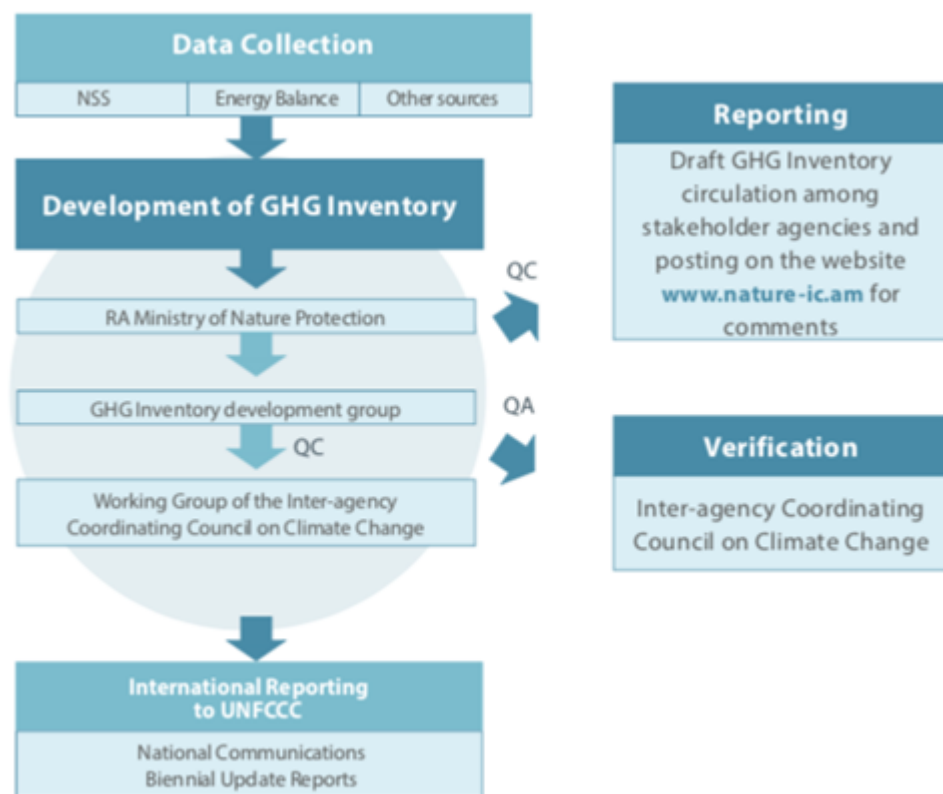 Data Collection
NSS
Energy Balance
Other sources
Development of GHG Inventory
RA Ministry of Nature Protection
GHG Inventory development group
QC
Working Group of the Inter-agency
Coordinating Council on Climate Change
International Reporting
to UNFCCC
National Communications
Biennial Update Reports
QC
Reporting
Draft GHG Inventory
circulation among
stakeholder agencies and
posting on the website
www.nature-ic.am for
comments
QA
Verification
Inter-agency Coordinating
Council on Climate Change